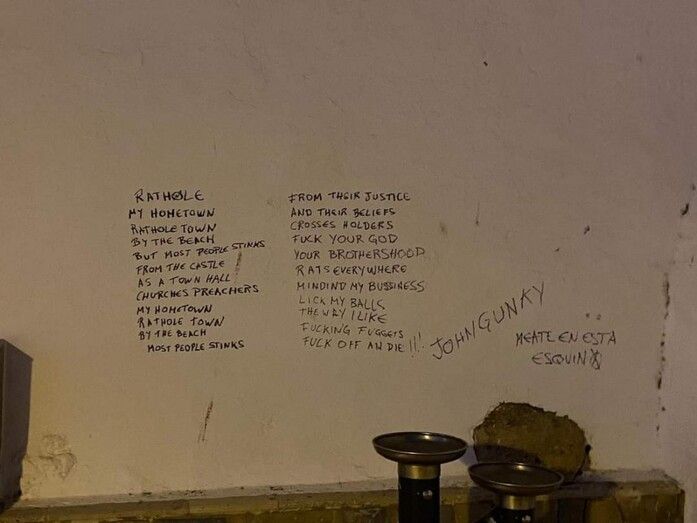 RATHOLE
MY HOMETOWN
RATHOLE TOWN
BY THE BEACH
BUT MOST PEOPLE STINKS
FROM THE CASTLE
AS A TOWN HALL
CHURCHES PREACHERS
MY HOMETOWN
RATHOLE TOWN
BY THE BEACH
MOST PEOPLE STINKS
FROM THEIR JUSTICE
AND THEIR BELIEFS
CROSSES HOLDERS
FUCK YOUR GOD
YOUR BROTHERSHOOD
RATS EVERYWHERE
MINDIND MY BUSSINESS
LICK MY BALLS
THE WAY I LIKE
FUCKING FUGGERS
FUCK OFF AN DIE !!!
JOHN GUNKY
MEATE EN ESTA
ESQUINA